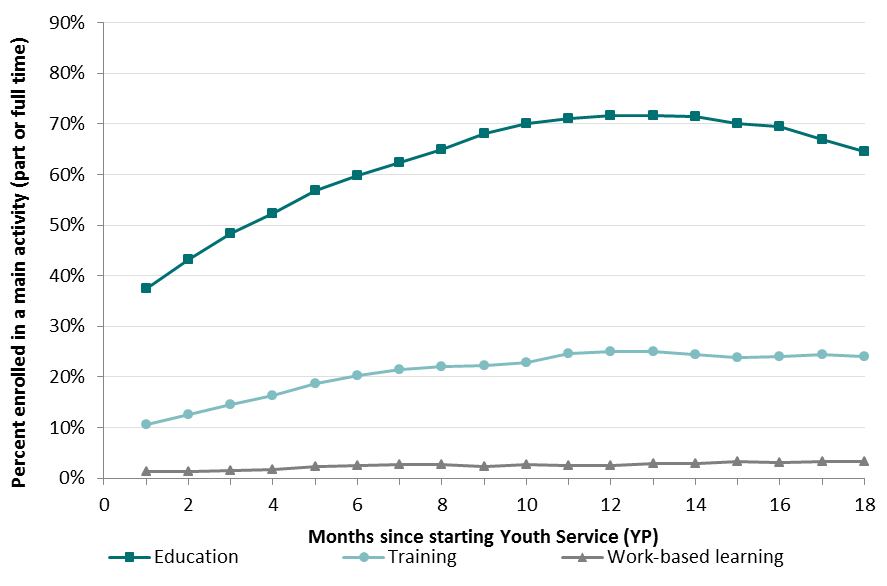 Percent enrolled in a main activity (part or full time)
90%
80%
70%
60%
50%
40%
30%
20%
10%
0%
0 2 4 6 8 10 12 14 16 18
Months since starting Youth Service (YP)
Education Training Work-based learning